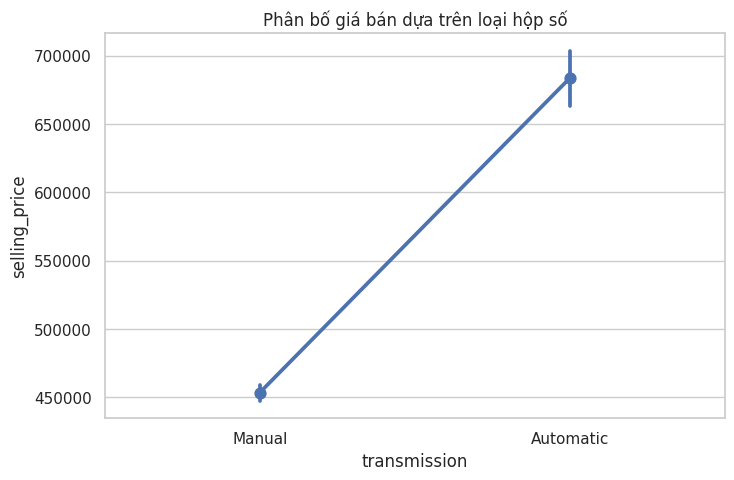 Phân bố giá bán dựa trên loại hộp số
700000
650000
600000
550000
500000
450000
selling_price
Manual
Automatic
transmission